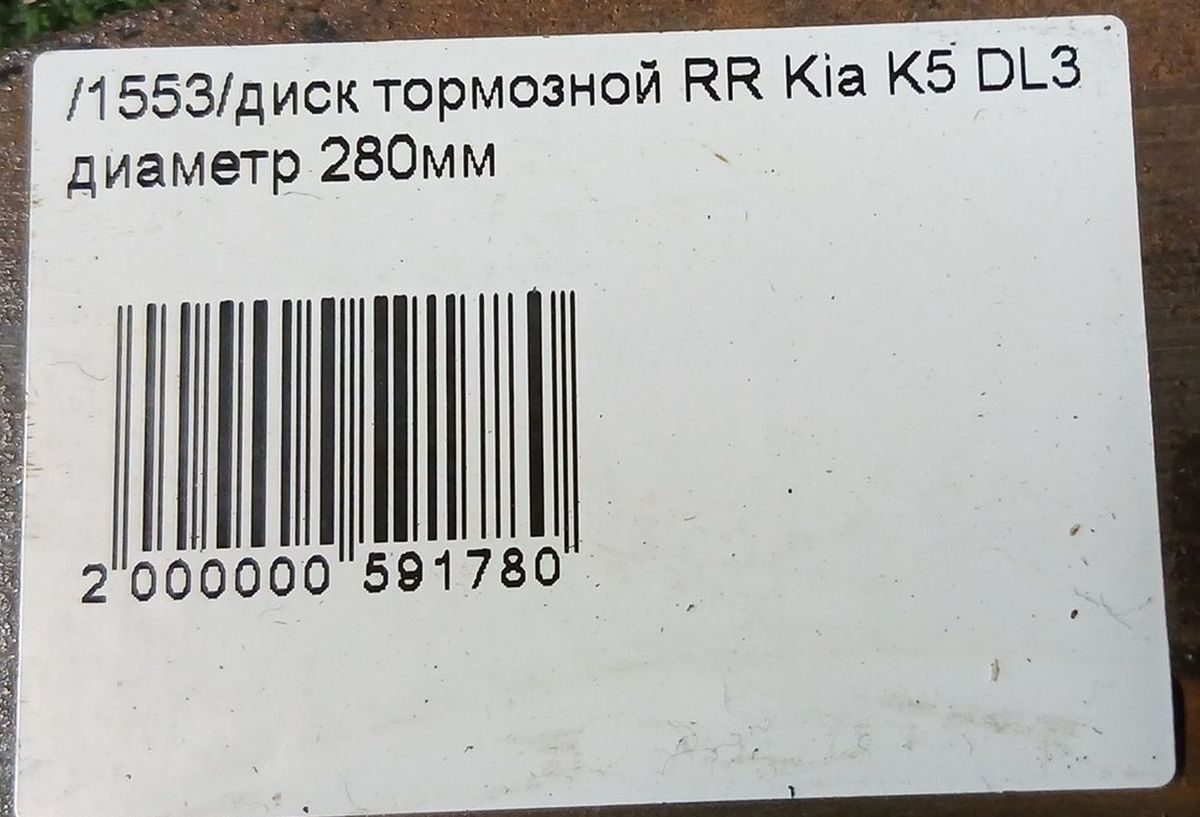 /1553/диск тормозной RR Kia K5 DL3
диаметр 280мм
2 000000 591780